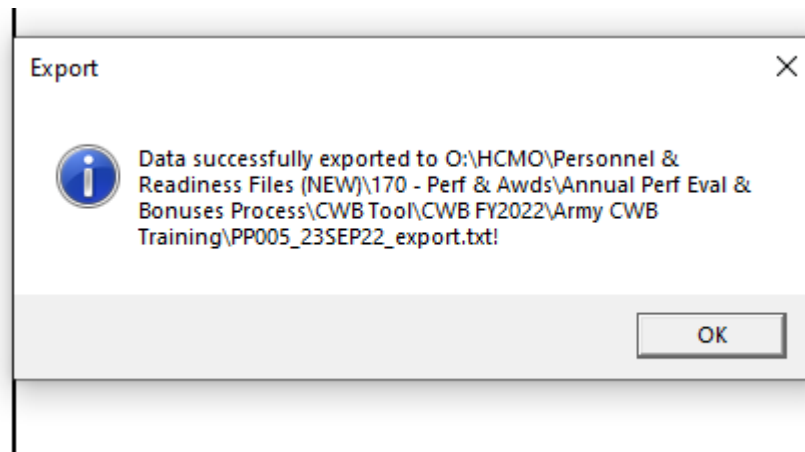 Export
Data successfully exported to O:\HCMO\Personnel &
Readiness Files (NEW)\170 - Perf & Awds\Annual Perf Eval &
Bonuses Process\CWB Tool\CWB FY2022\Army CWB
Training\PP005_23SEP22_export.txt!
OK